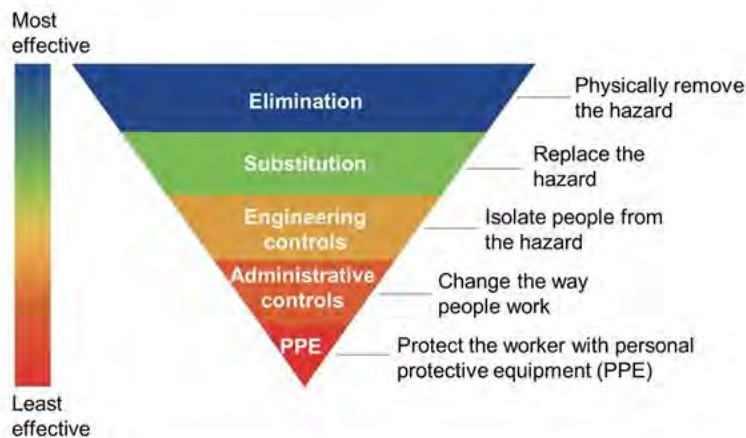 Most
effective
Elimination
Physically remove
the hazard
Substitution
Replace the
hazard
Engineering
controls
Isolate people from
the hazard
Administrative
controls
Change the way
people work
PPE
Protect the worker with personal
protective equipment (PPE)
Least
effective